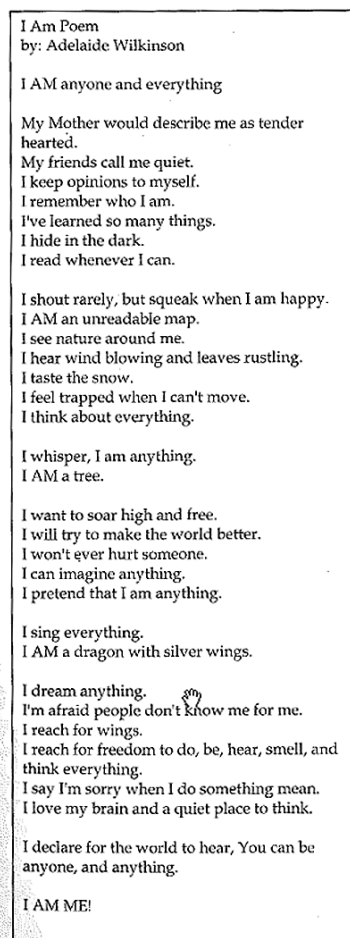 I Am Poem
by: Adelaide Wilkinson
I AM anyone and everything
My Mother would describe me as tender
hearted.
My friends call me quiet.
I keep opinions to myself.
I remember who I am.
I've learned so many things.
I hide in the dark.
I read whenever I can.
I shout rarely, but squeak when I am happy.
I AM an unreadable map.
I see nature around me.
I hear wind blowing and leaves rustling.
I taste the snow.
I feel trapped when I can't move.
I think about everything.
I whisper, I am anything.
I AM a tree.
I want to soar high and free.
I will try to make the world better.
I won't ever hurt someone.
I can imagine anything.
I pretend that I am anything.
I sing everything.
I AM a dragon with silver wings.
I dream anything.
I'm afraid people don't know me for me.
I reach for wings.
I reach for freedom to do, be, hear, smell, and
think everything.
I say I'm sorry when I do something mean.
I love my brain and a quiet place to think.
I declare for the world to hear, You can be
anyone, and anything.
I AM ME!